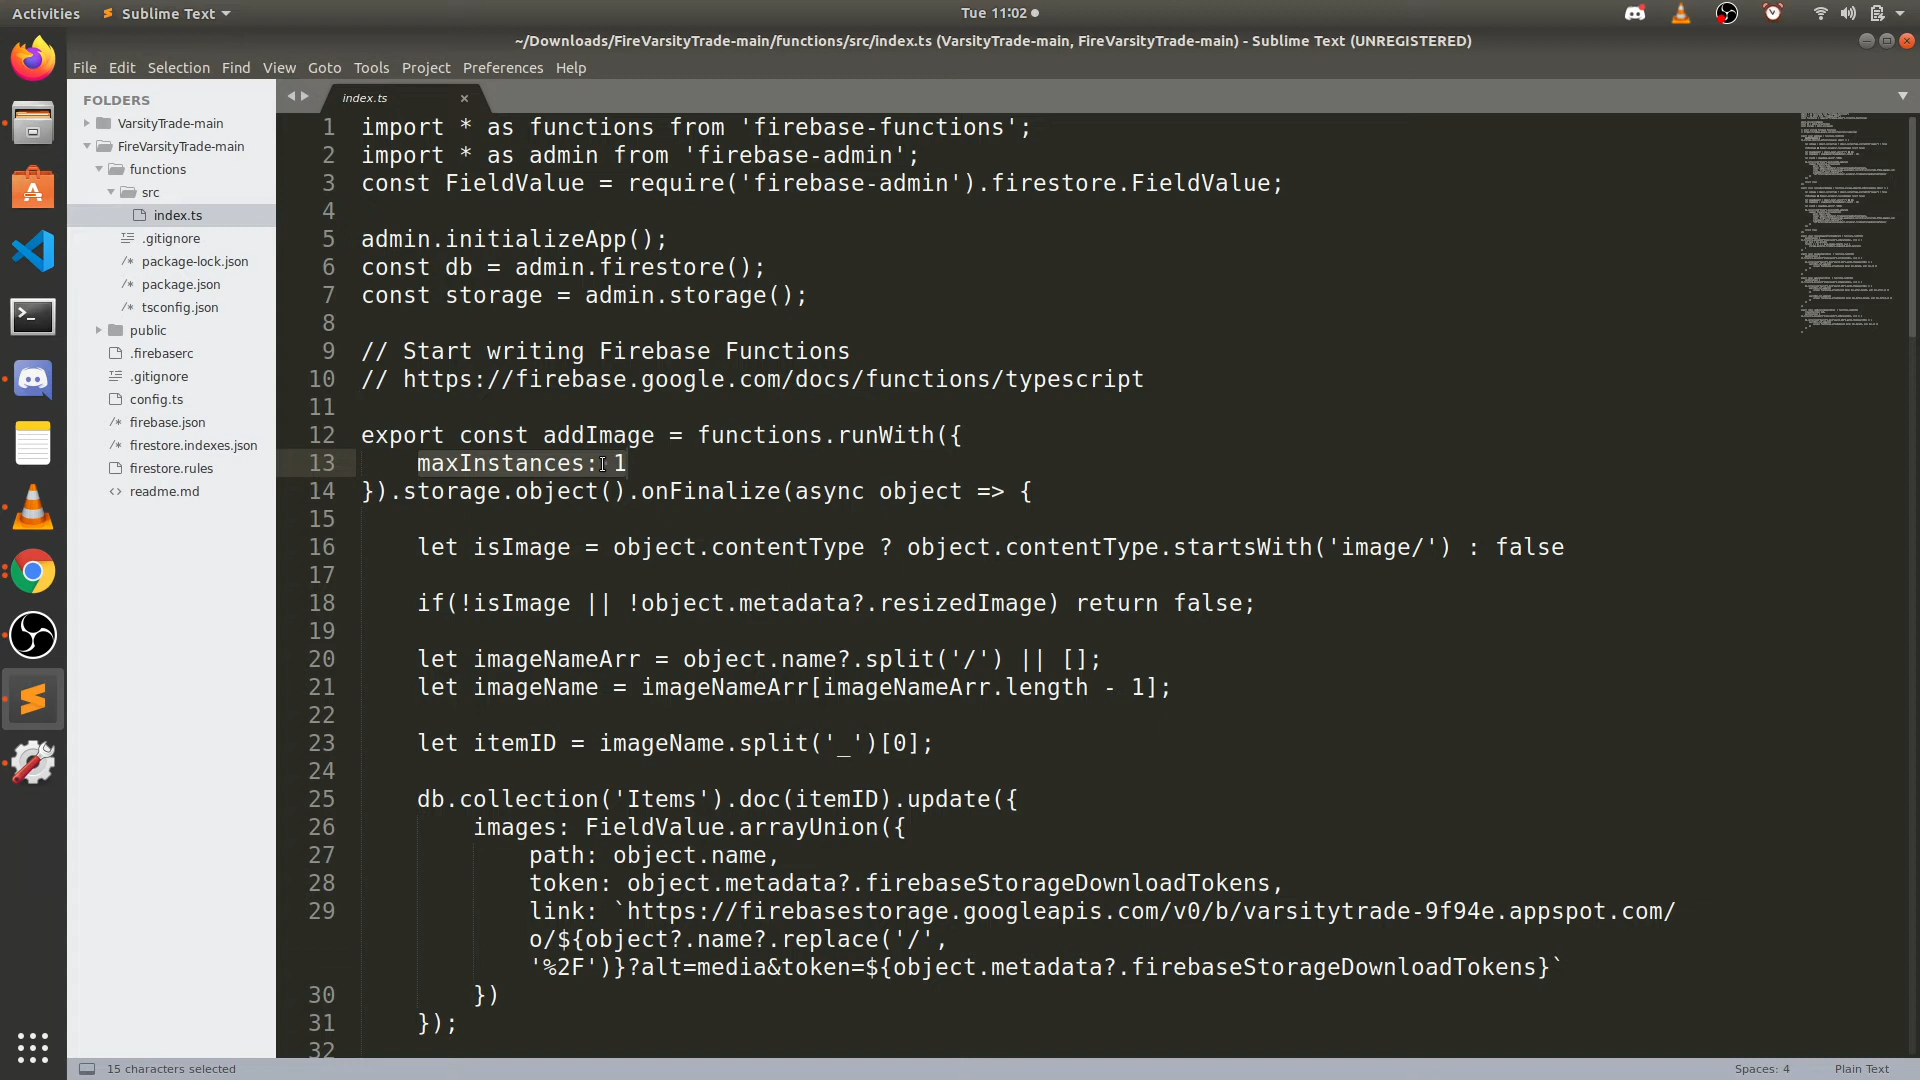 Activities Sublime Text Tue 11:02
~/Downloads/FireVarsityTrade-main/functions/src/index.ts (VarsityTrade-main, FireVarsityTrade-main) - Sublime Text (UNREGISTERED)
File Edit Selection Find View Goto Tools Project Preferences Help
FOLDERS
VarsityTrade-main
FireVarsityTrade-main
functions
src
index.ts
.gitignore
package-lock.json
package.json
tsconfig.json
public
.firebaserc
.gitignore
config.ts
firebase.json
firestore.indexes.json
firestore.rules
readme.md
index.ts
1 import * as functions from 'firebase-functions';
2 import * as admin from 'firebase-admin';
3 const FieldValue = require('firebase-admin').firestore.FieldValue;
4
5 admin.initializeApp();
6 const db = admin.firestore();
7 const storage = admin.storage();
8
9 // Start writing Firebase Functions
10 // https://firebase.google.com/docs/functions/typescript
11
12 export const addImage = functions.runWith({
13 maxInstances: 1
14 }).storage.object().onFinalize(async object => {
15
16 let isImage = object.contentType ? object.contentType.startsWith('image/') : false
17
18 if(!isImage || !object.metadata?.resizedImage) return false;
19
20 let imageNameArr = object.name?.split('/') || [];
21 let imageName = imageNameArr[imageNameArr.length - 1];
22
23 let itemID = imageName.split('_')[0];
24
25 db.collection('Items').doc(itemID).update({
26 images: FieldValue.arrayUnion({
27 path: object.name,
28 token: object.metadata?.firebaseStorageDownloadTokens,
29 link: `https://firebasestorage.googleapis.com/v0/b/varsitytrade-9f94e.appspot.com/
o/${object?.name?.replace('/',
'%2F')}?alt=media&token=${object.metadata?.firebaseStorageDownloadTokens}`
30 })
31 });
32
15 characters selected Spaces: 4 Plain Text